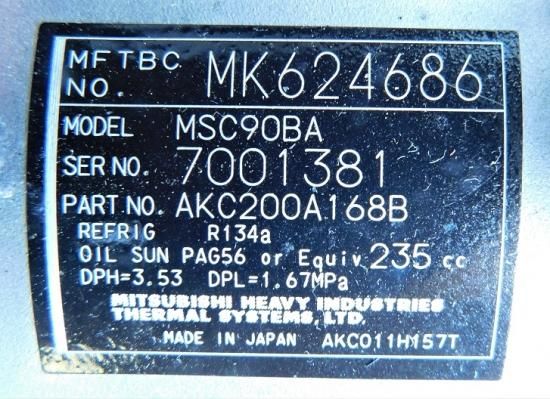 MFTBC NO. MK624686
MODEL MSC90BA
SER NO. 7001381
PART NO. AKC200A168B
REFRIG R134a
OIL SUN PAG56 or Equiv 235 cc
DPH=3.53 DPL=1.67MPa
MITSUBISHI HEAVY INDUSTRIES
THERMAL SYSTEMS, LTD.
MADE IN JAPAN AKC011H157T